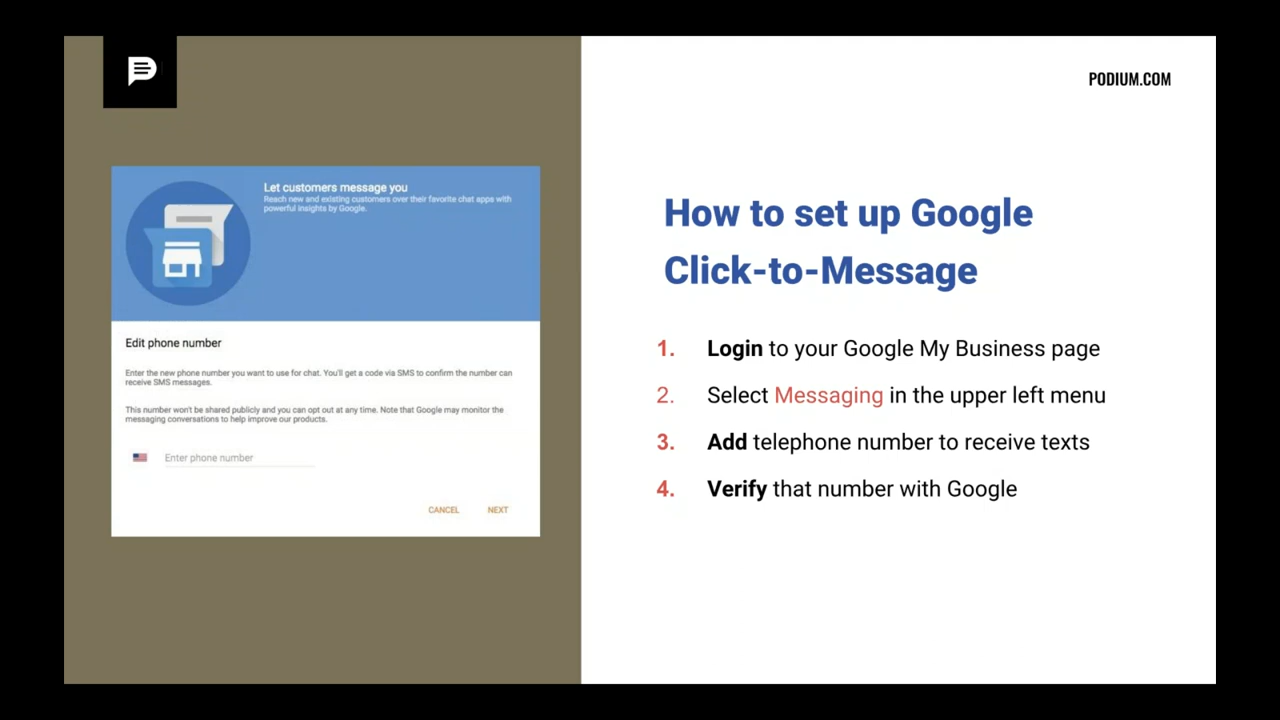 PODIUM.COM
Let customers message you
Reach new and existing customers over their favorite chat apps with
powerful insights by Google.
Edit phone number
Enter the new phone number you want to use for chat. You'll get a code via SMS to confirm the number can
receive SMS messages.
This number won't be shared publicly and you can opt out at any time. Note that Google may monitor the
messaging conversations to help improve our products.
Enter phone number
CANCEL NEXT
How to set up Google
Click-to-Message
1. Login to your Google My Business page
2. Select Messaging in the upper left menu
3. Add telephone number to receive texts
4. Verify that number with Google